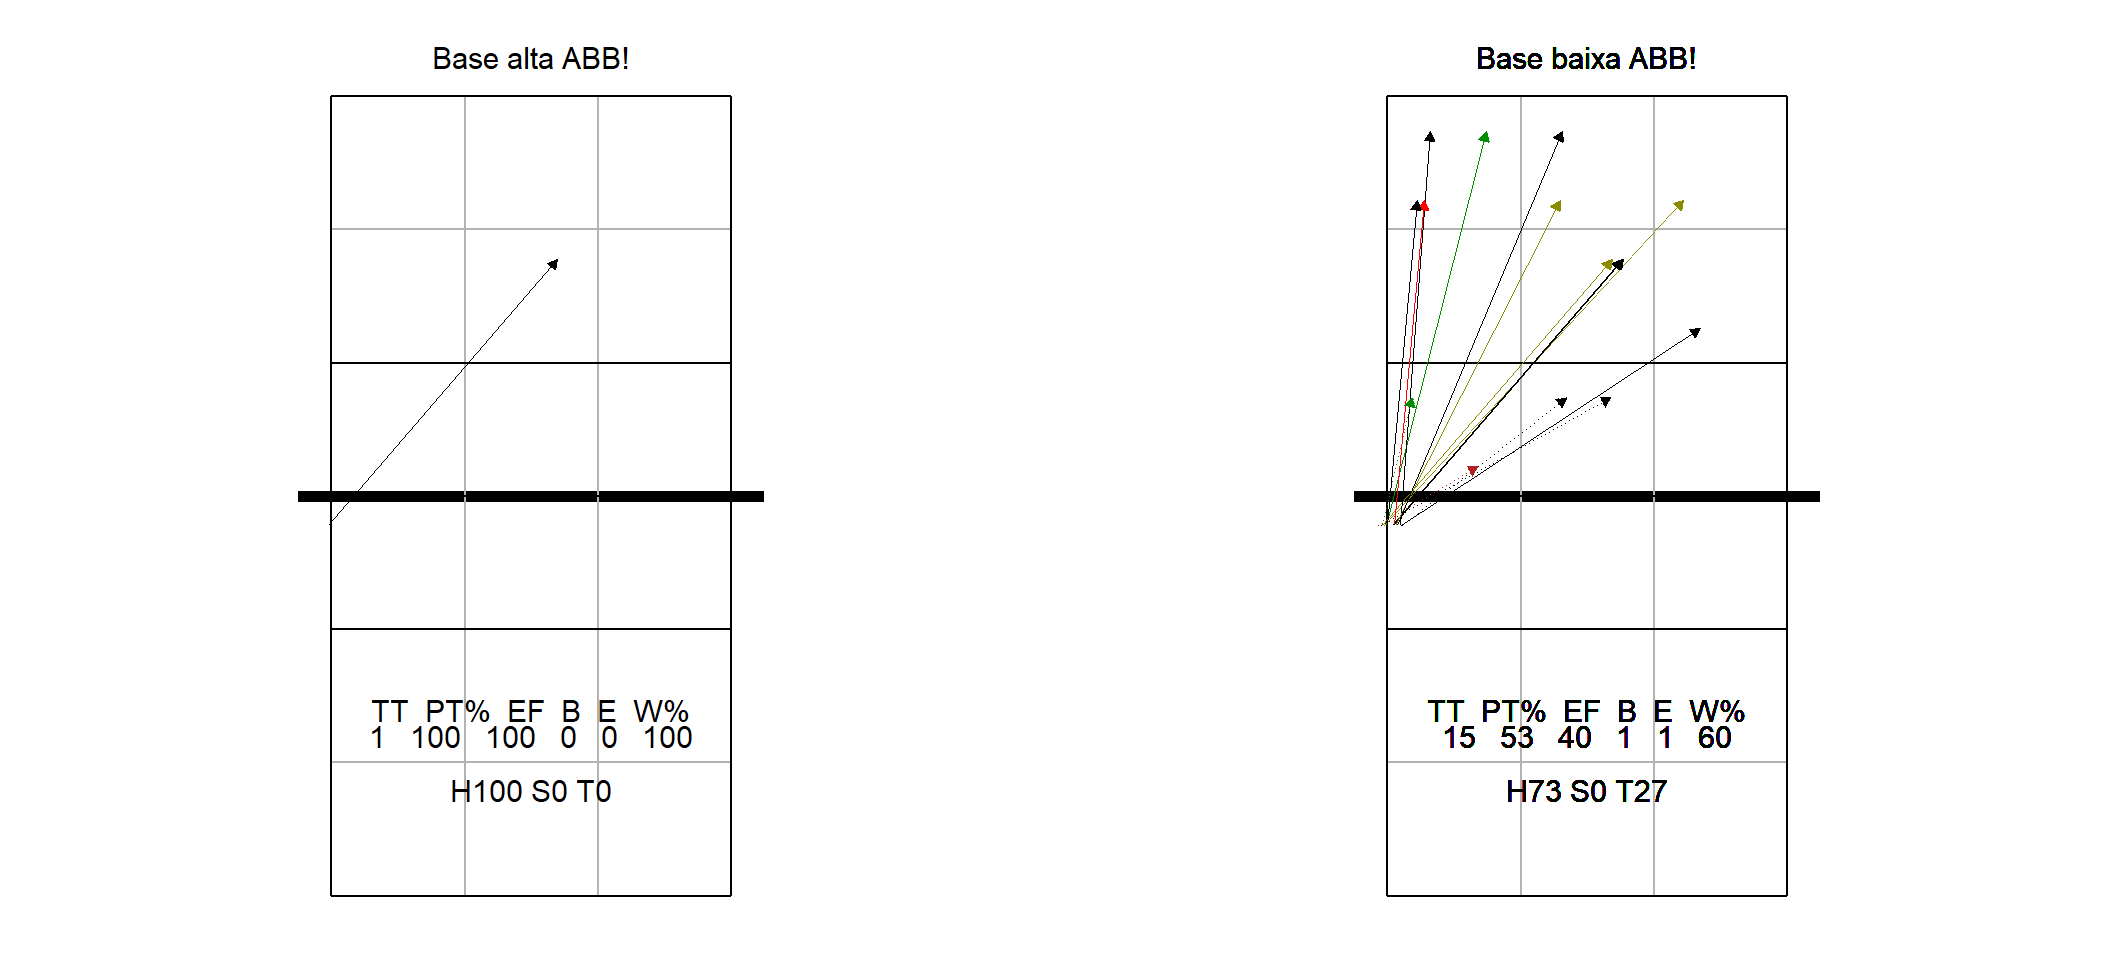 Base alta ABB!
TT PT% EF B E W%
1 100 100 0 0 100
H100 S0 T0
Base baixa ABB!
TT PT% EF B E W%
15 53 40 1 1 60
H73 S0 T27